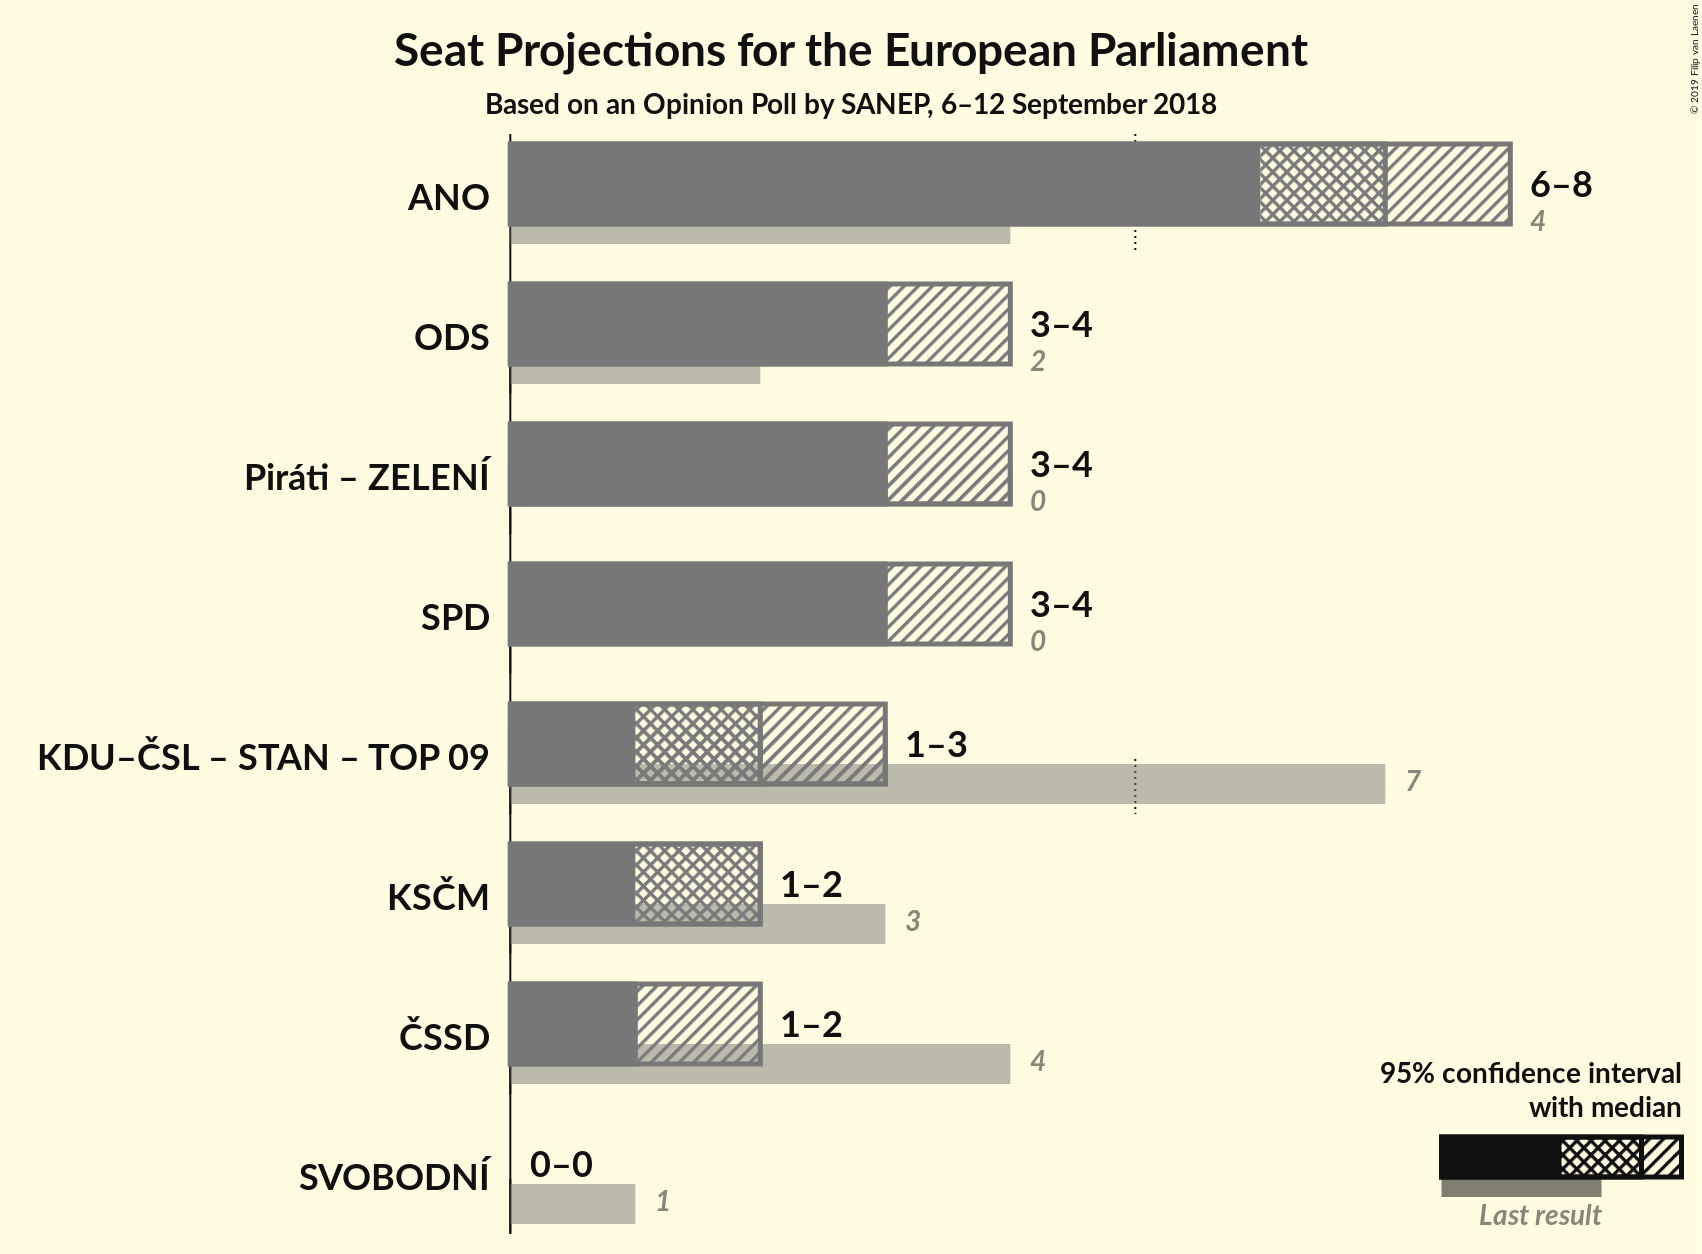 Seat Projections for the European Parliament
Based on an Opinion Poll by SANEP, 6–12 September 2018
© 2019 Filip van Laenen
ANO
6–8
4
ODS
3–4
2
Piráti – ZELENÍ
3–4
0
SPD
3–4
0
KDU–ČSL – STAN – TOP 09
1–3
7
KSČM
1–2
3
ČSSD
1–2
4
SVOBODNÍ
0–0
1
95% confidence interval
with median
Last result